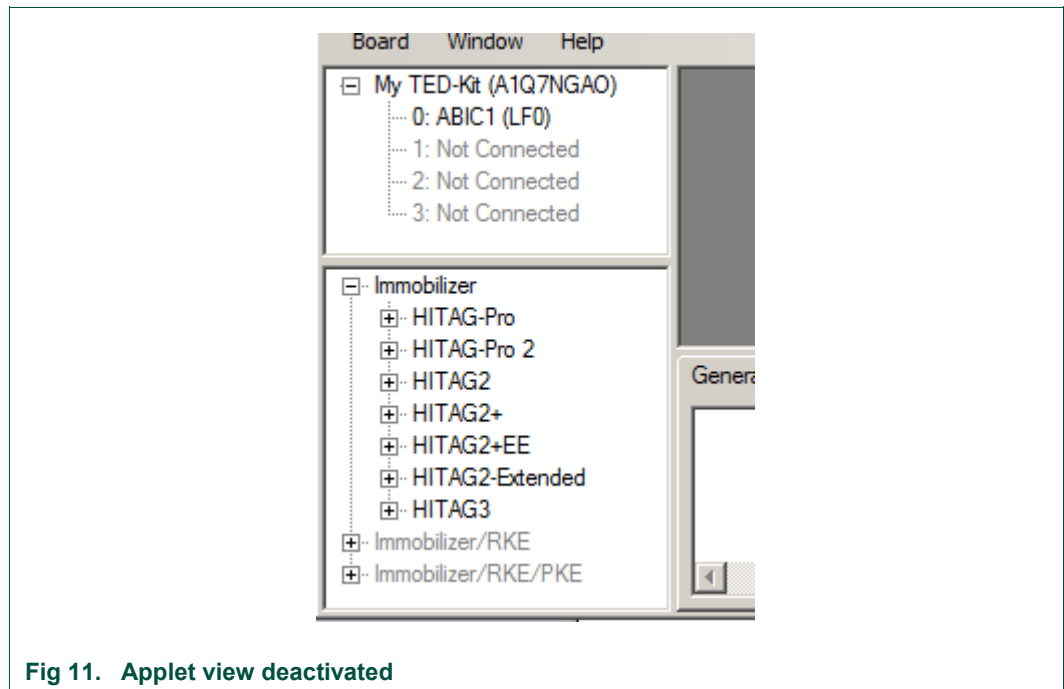 Board Window Help
My TED-Kit (A1Q7NGAO)
0: ABIC1 (LF0)
1: Not Connected
2: Not Connected
3: Not Connected
Immobilizer
HITAG-Pro
HITAG-Pro 2
HITAG2
HITAG2+
HITAG2+EE
HITAG2-Extended
HITAG3
Immobilizer/RKE
Immobilizer/RKE/PKE
Genera
Fig 11. Applet view deactivated